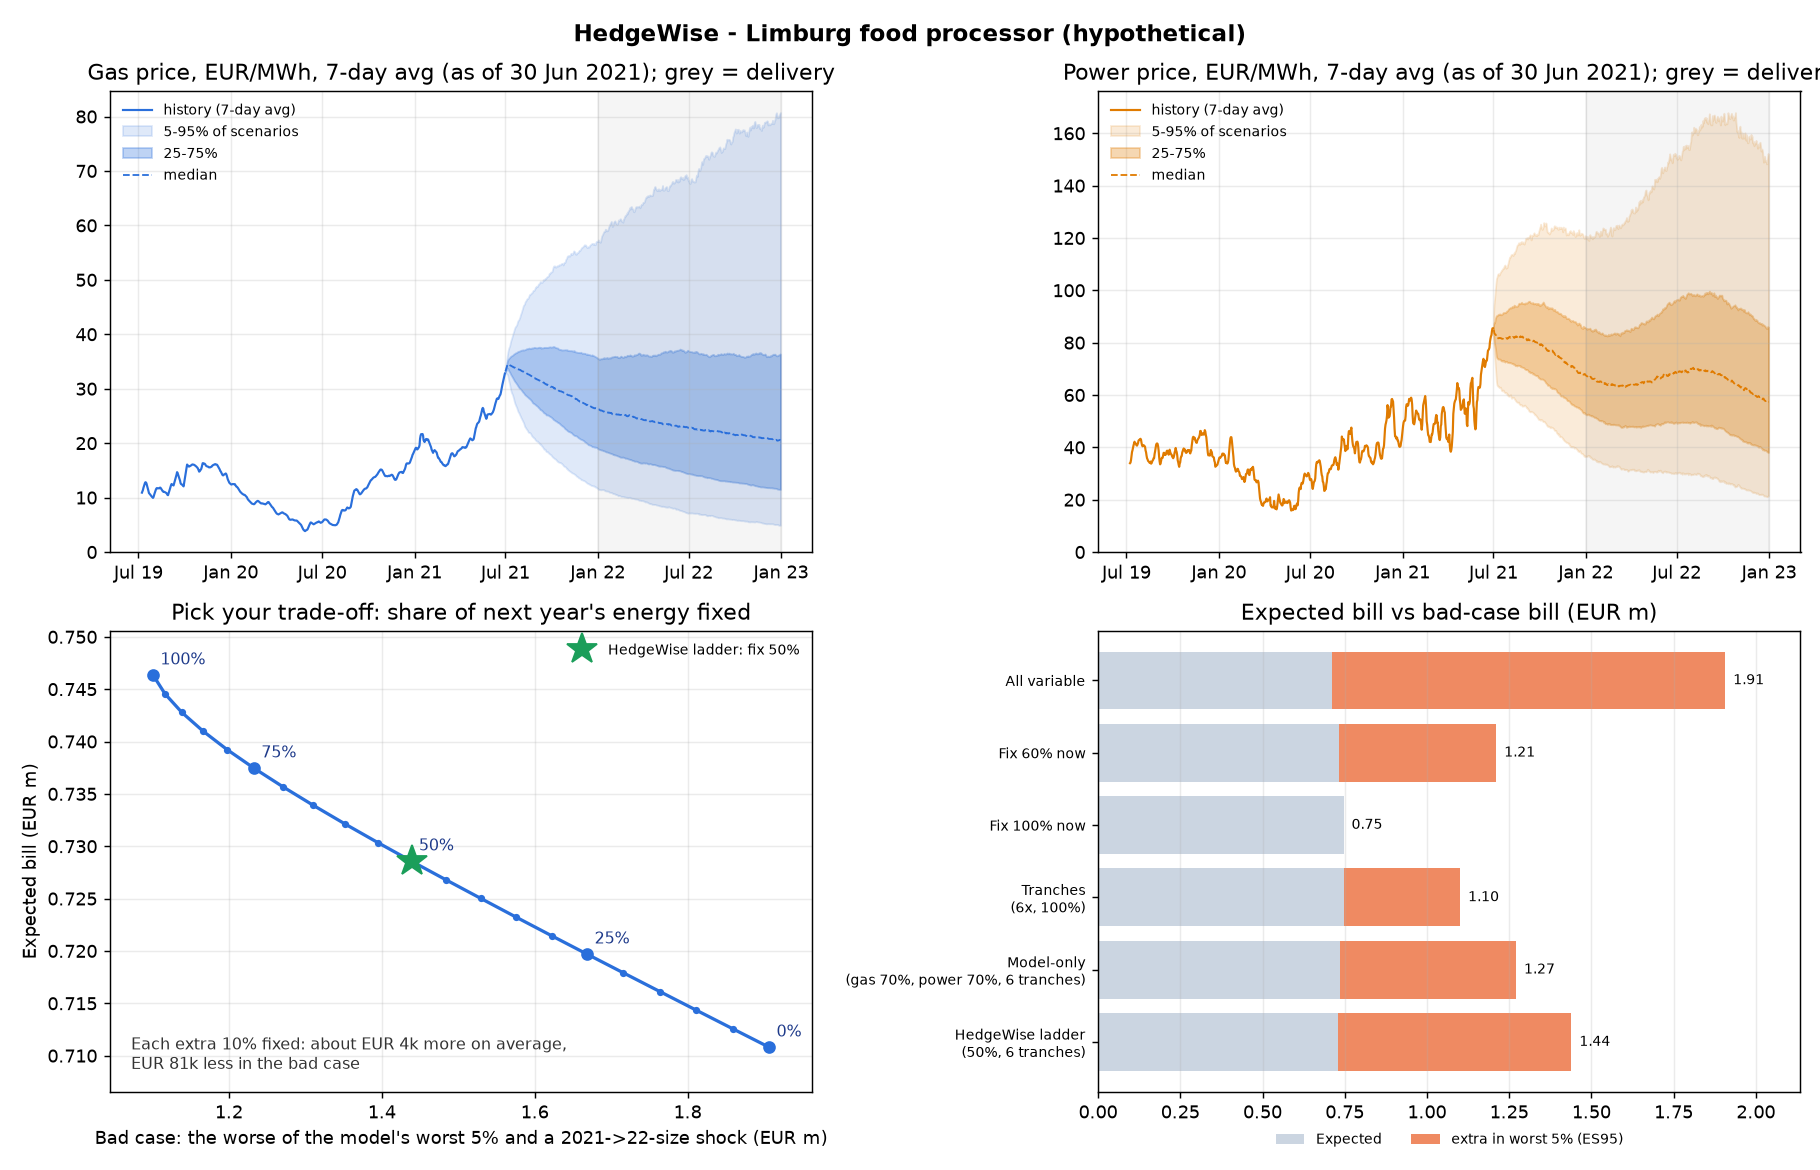 HedgeWise - Limburg food processor (hypothetical)
Gas price, EUR/MWh, 7-day avg (as of 30 Jun 2021); grey = delivery
history (7-day avg)
5-95% of scenarios
25-75%
median
80
70
60
50
40
30
20
10
0
Jul 19
Jan 20
Jul 20
Jan 21
Jul 21
Jan 22
Jul 22
Jan 23
Power price, EUR/MWh, 7-day avg (as of 30 Jun 2021); grey = deliver
history (7-day avg)
5-95% of scenarios
25-75%
median
160
140
120
100
80
60
40
20
0
Jul 19
Jan 20
Jul 20
Jan 21
Jul 21
Jan 22
Jul 22
Jan 23
Pick your trade-off: share of next year's energy fixed
HedgeWise ladder: fix 50%
Expected bill (EUR m)
0.750
0.745
0.740
0.735
0.730
0.725
0.720
0.715
0.710
100%
75%
50%
25%
0%
Each extra 10% fixed: about EUR 4k more on average,
EUR 81k less in the bad case
1.2
1.4
1.6
1.8
Bad case: the worse of the model's worst 5% and a 2021->22-size shock (EUR m)
Expected bill vs bad-case bill (EUR m)
All variable
1.91
Fix 60% now
1.21
Fix 100% now
0.75
Tranches
(6x, 100%)
1.10
Model-only
(gas 70%, power 70%, 6 tranches)
1.27
HedgeWise ladder
(50%, 6 tranches)
1.44
0.00
0.25
0.50
0.75
1.00
1.25
1.50
1.75
2.00
Expected
extra in worst 5% (ES95)